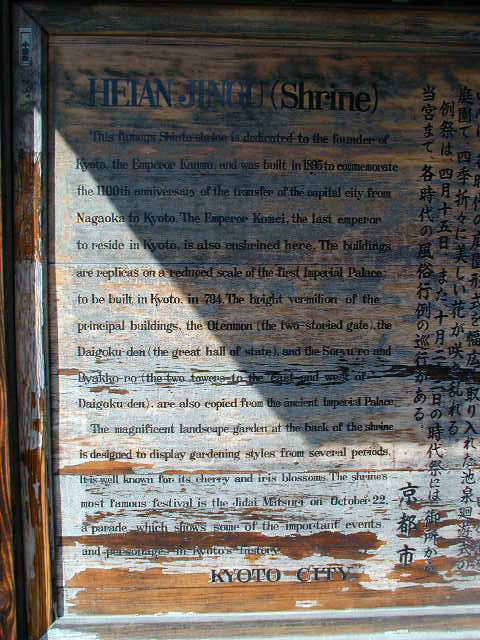 HEIAN JINGU (Shrine)
This famous Shinto shrine is dedicated to the founder of
Kyoto, the Emperor Kanmu, and was built in 1895 to commemorate
the 1100th anniversary of the transfer of the capital city from
Nagaoka to Kyoto. The Emperor Komei, the last emperor
to reside in Kyoto, is also enshrined here. The buildings
are replicas on a reduced scale of the first Imperial Palace
to be built in Kyoto, in 794. The bright vermilion of the
principal buildings, the Otenmon (the two-storied gate), the
Daigoku-den (the great hall of state), and the Soryu-ro and
Byakko-ro (the two towers to the east and west of
Daigoku-den), are also copied from the ancient Imperial Palace.
The magnificent landscape garden at the back of the shrine
is designed to display gardening styles from several periods.
It is well known for its cherry and iris blossoms. The shrine's
most famous festival is the Jidai Matsuri on October 22,
a parade which shows some of the important events
and personages in Kyoto's history.
KYOTO CITY
庭園で、四季折々に美しい花が咲き乱れる。
例祭は四月十五日、また、十月二十二日の時代祭には御所から
当宮まで、各時代の風俗行列の巡行がある。
京都市